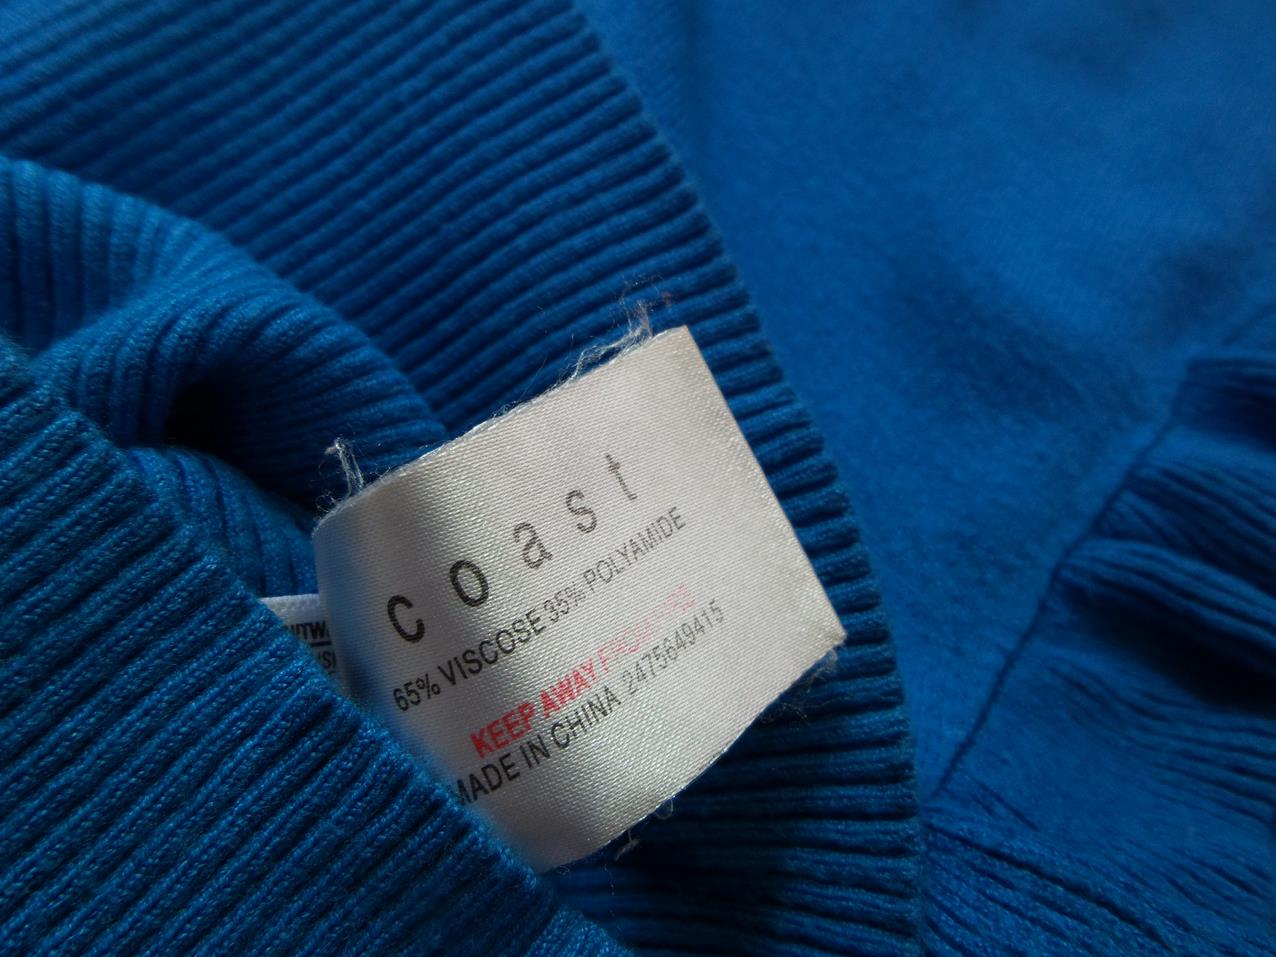 coast
65% VISCOSE 35% POLYAMIDE
KEEP AWAY FROM FIRE
MADE IN CHINA 2475649415